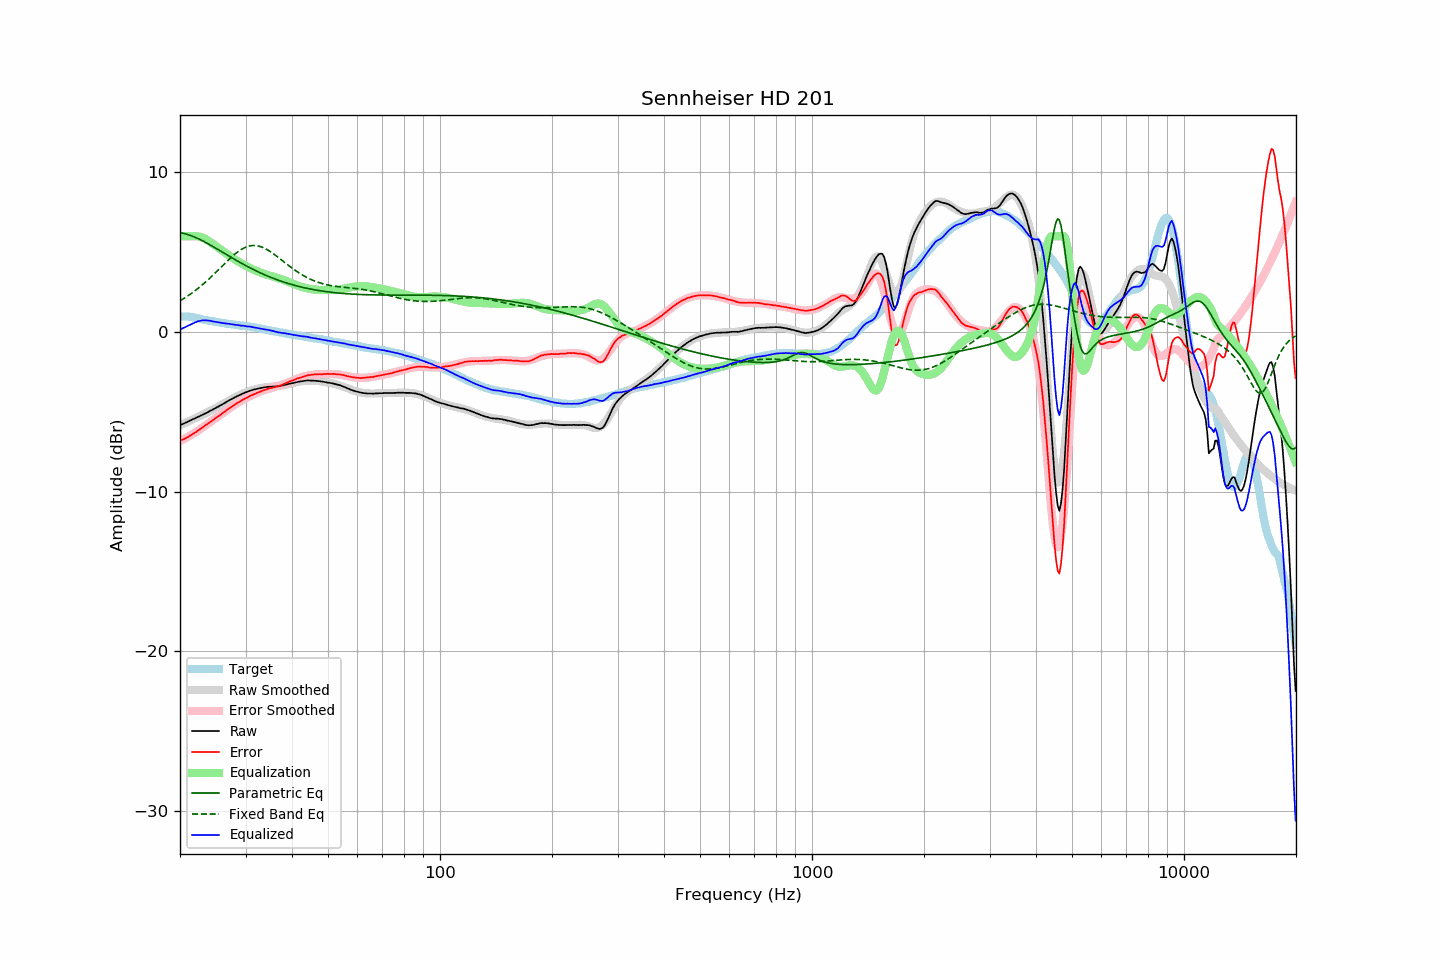 Sennheiser HD 201
10
0
−10
−20
−30
Amplitude (dBr)
100
1000
10000
Frequency (Hz)
Target
Raw Smoothed
Error Smoothed
Raw
Error
Equalization
Parametric Eq
Fixed Band Eq
Equalized